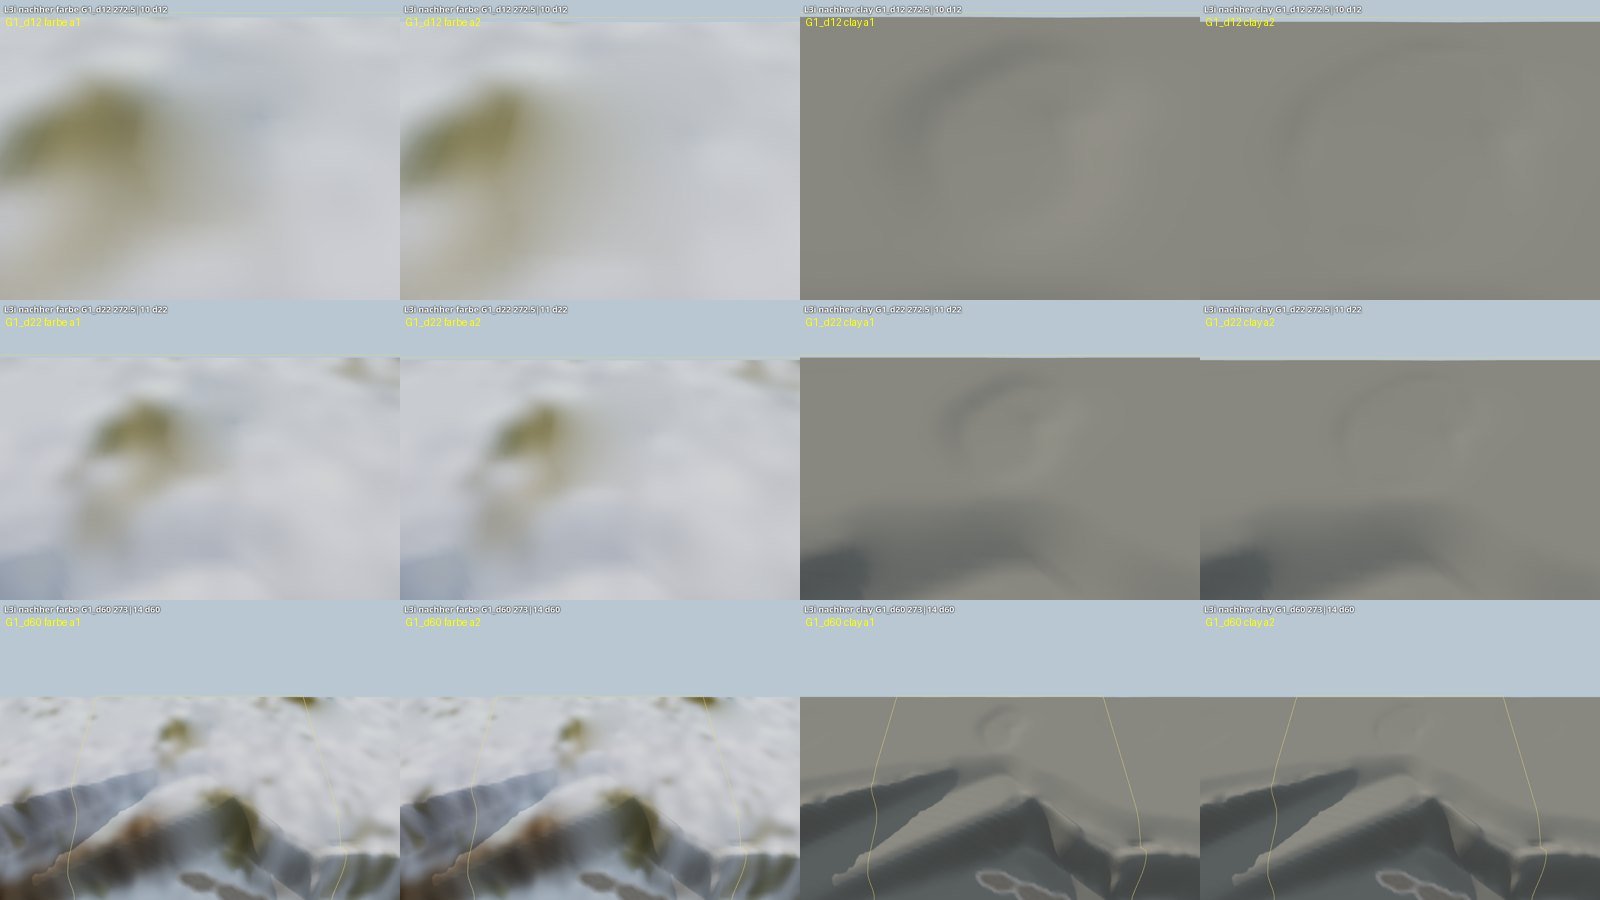 L3i nachher farbe G1_d12 272.5|10 d12
G1_d12 farbe a1
L3i nachher farbe G1_d12 272.5|10 d12
G1_d12 farbe a2
L3i nachher clay G1_d12 272.5|10 d12
G1_d12 clay a1
L3i nachher clay G1_d12 272.5|10 d12
G1_d12 clay a2
L3i nachher farbe G1_d22 272.5|11 d22
G1_d22 farbe a1
L3i nachher farbe G1_d22 272.5|11 d22
G1_d22 farbe a2
L3i nachher clay G1_d22 272.5|11 d22
G1_d22 clay a1
L3i nachher clay G1_d22 272.5|11 d22
G1_d22 clay a2
L3i nachher farbe G1_d60 273|14 d60
G1_d60 farbe a1
L3i nachher farbe G1_d60 273|14 d60
G1_d60 farbe a2
L3i nachher clay G1_d60 273|14 d60
G1_d60 clay a1
L3i nachher clay G1_d60 273|14 d60
G1_d60 clay a2